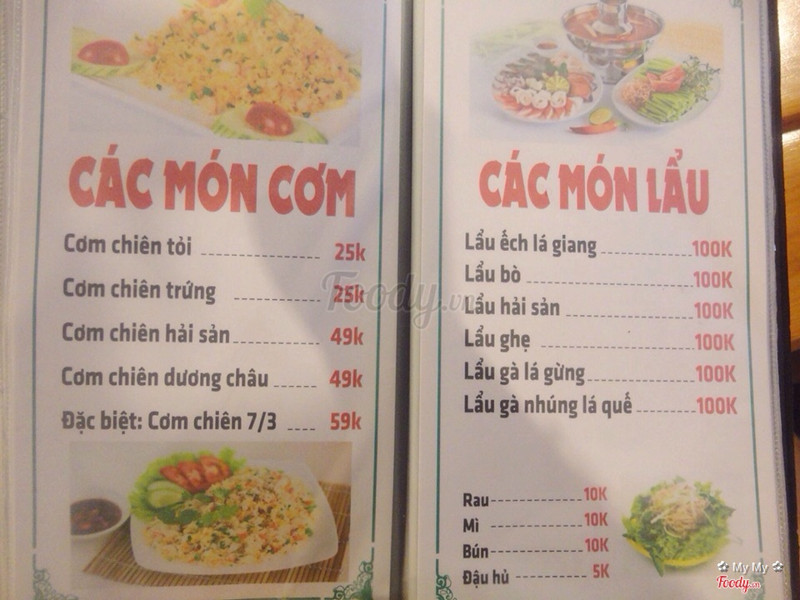 CÁC MÓN CƠM
Cơm chiên tỏi 25k
Cơm chiên trứng 25k
Cơm chiên hải sản 49k
Cơm chiên dương châu 49k
Đặc biệt: Cơm chiên 7/3 59k
CÁC MÓN LẨU
Lẩu ếch lá giang 100K
Lẩu bò 100K
Lẩu hải sản 100K
Lẩu ghẹ 100K
Lẩu gà lá gừng 100K
Lẩu gà nhúng lá quế 100K
Rau 10K
Mì 10K
Bún 10K
Đậu hủ 5K
Foody.vn
My My
Foody.vn